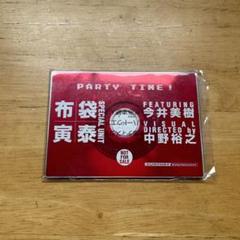 PARTY TIME!
布袋
寅泰
SPECIAL UNIT
FEATURING
今井美樹
VISUAL
DIRECTED by
中野裕之
NOT
FOR
SALE